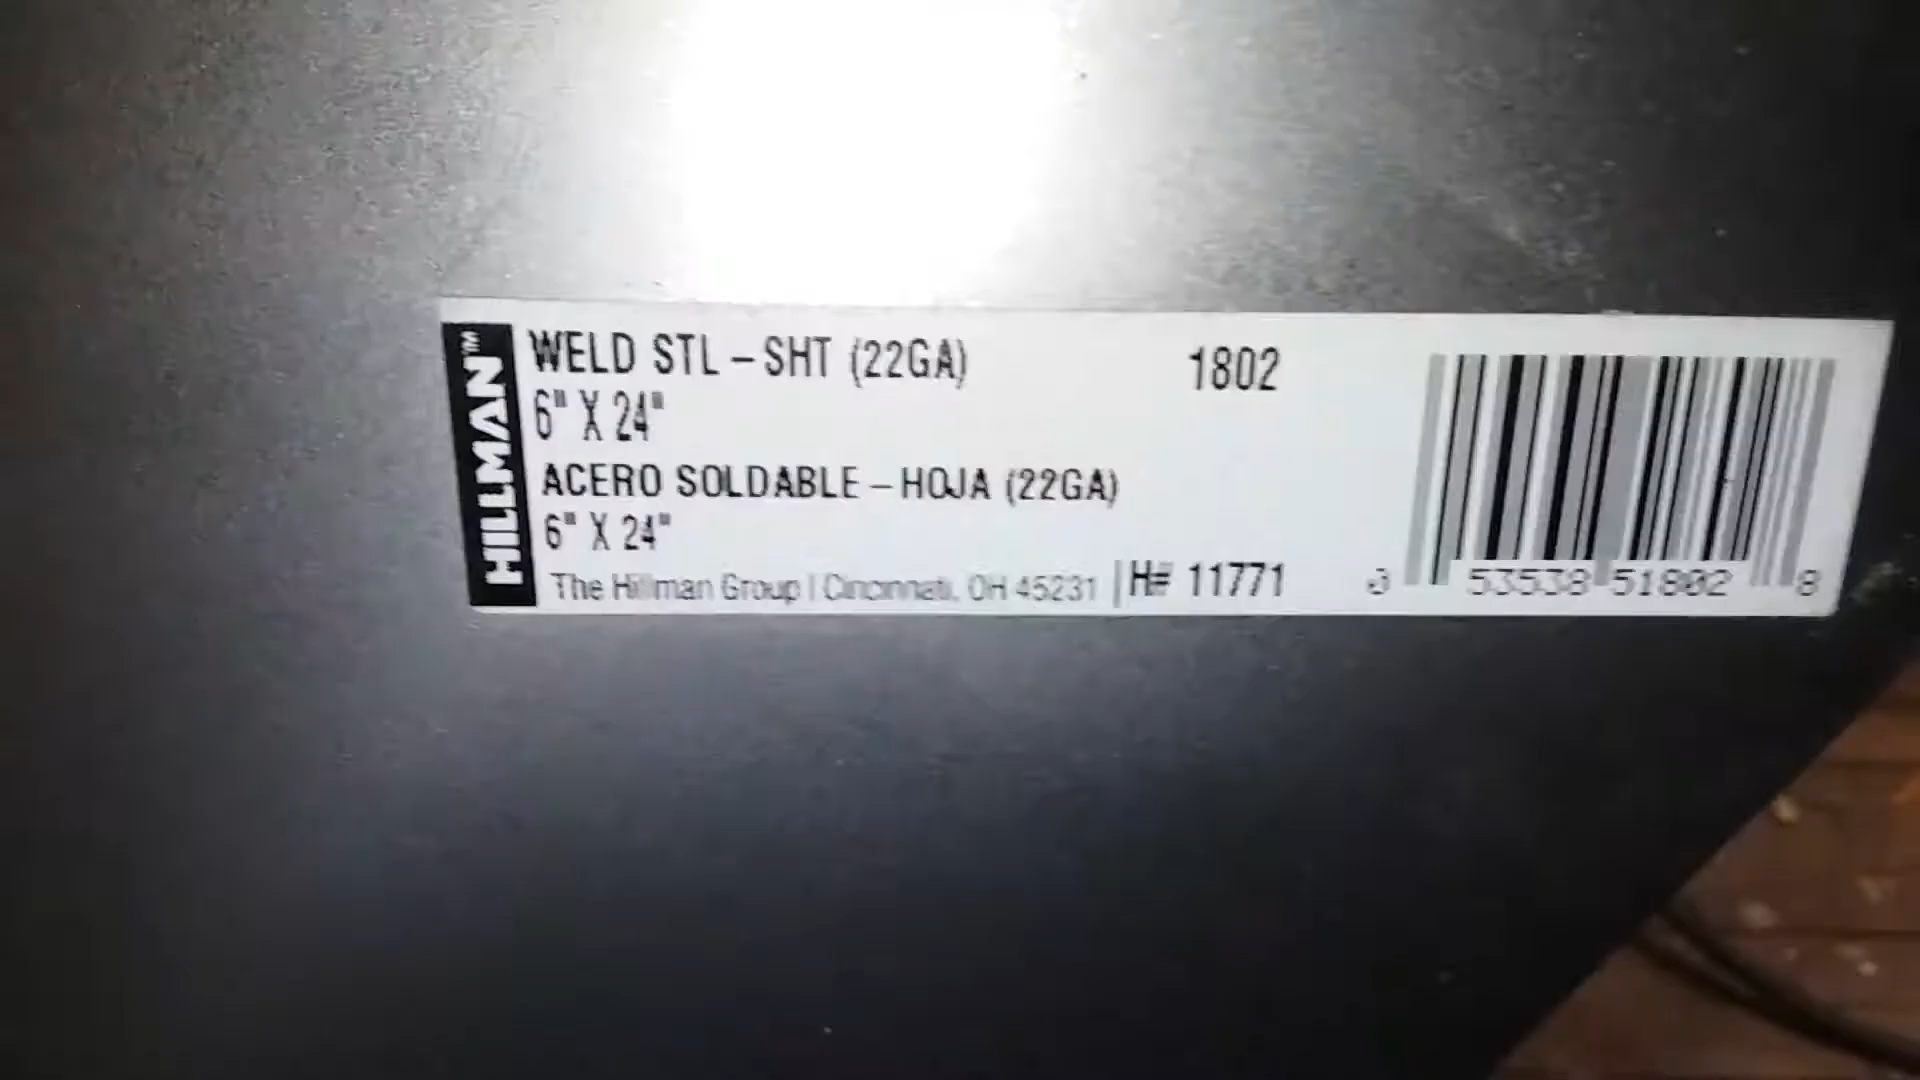 HILLMAN™
WELD STL – SHT (22GA) 1802
6" X 24"
ACERO SOLDABLE – HOJA (22GA)
6" X 24"
The Hillman Group | Cincinnati, OH 45231 | H# 11771
53538 51802 8